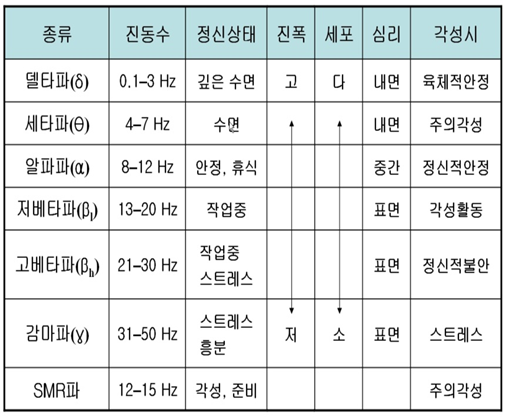 종류 진동수 정신상태 진폭 세포 심리 각성시
델타파(δ) 0.1–3 Hz 깊은 수면 고 다 내면 육체적안정
세타파(θ) 4–7 Hz 수면 내면 주의각성
알파파(α) 8–12 Hz 안정, 휴식 중간 정신적안정
저베타파(βl) 13–20 Hz 작업중 표면 각성활동
고베타파(βh) 21–30 Hz 작업중 스트레스 표면 정신적불안
감마파(ɣ) 31–50 Hz 스트레스 흥분 저 소 표면 스트레스
SMR파 12–15 Hz 각성, 준비 주의각성